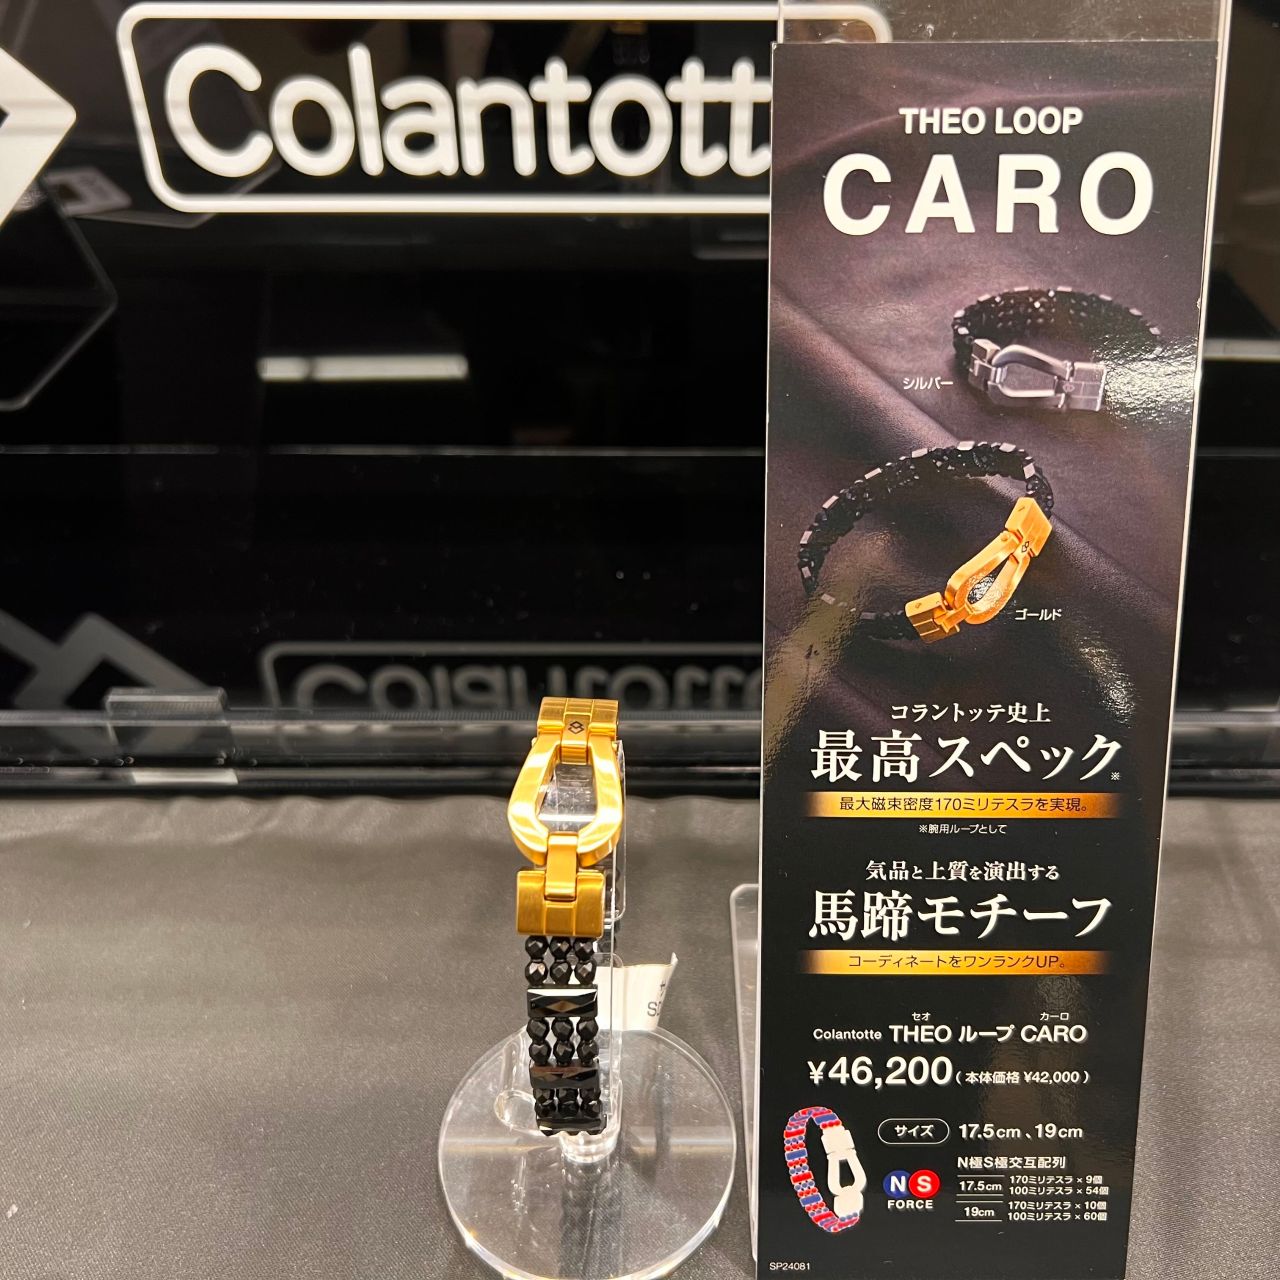 Colantotte
THEO LOOP
CARO
シルバー
ゴールド
コラントッテ史上
最高スペック※
最大磁束密度170ミリテスラを実現。
※腕用ループとして
気品と上質を演出する
馬蹄モチーフ
コーディネートをワンランクUP。
セオ カーロ
Colantotte THEO ループ CARO
¥46,200(本体価格 ¥42,000)
サイズ 17.5cm、19cm
N極S極交互配列
N S
FORCE
17.5cm 170ミリテスラ × 9個
100ミリテスラ × 54個
19cm 170ミリテスラ × 10個
100ミリテスラ × 60個
SP24081